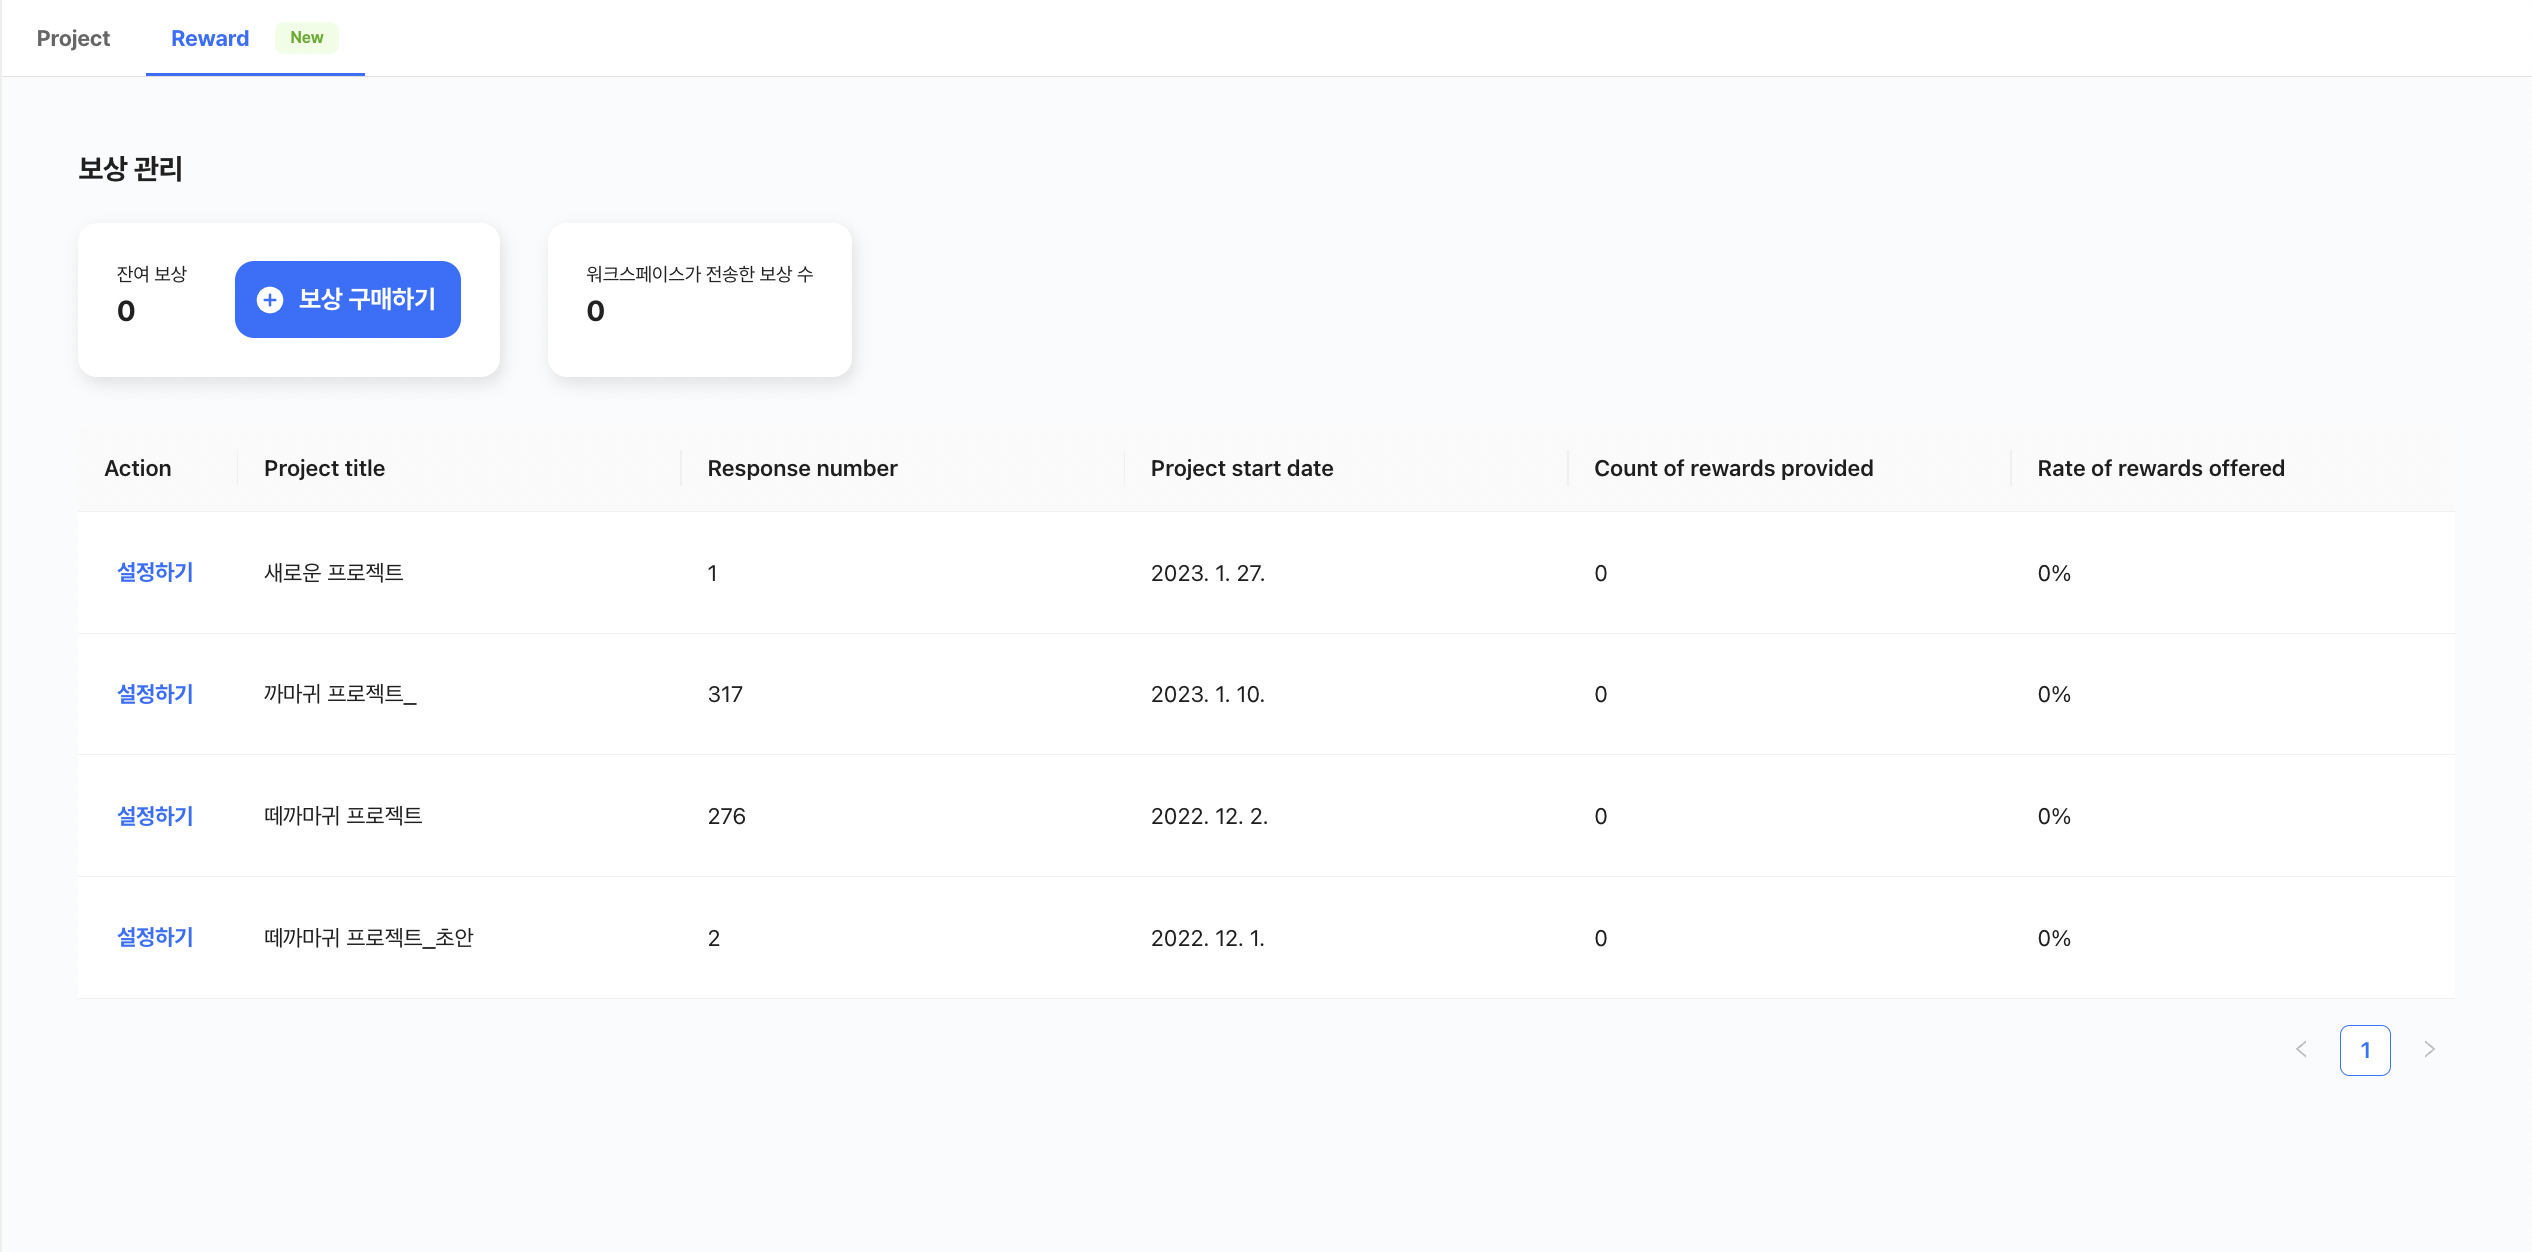 Project Reward New
보상 관리
잔여 보상
0
보상 구매하기
워크스페이스가 전송한 보상 수
0
Action Project title Response number Project start date Count of rewards provided Rate of rewards offered
설정하기 새로운 프로젝트 1 2023. 1. 27. 0 0%
설정하기 까마귀 프로젝트_ 317 2023. 1. 10. 0 0%
설정하기 떼까마귀 프로젝트 276 2022. 12. 2. 0 0%
설정하기 떼까마귀 프로젝트_초안 2 2022. 12. 1. 0 0%
1